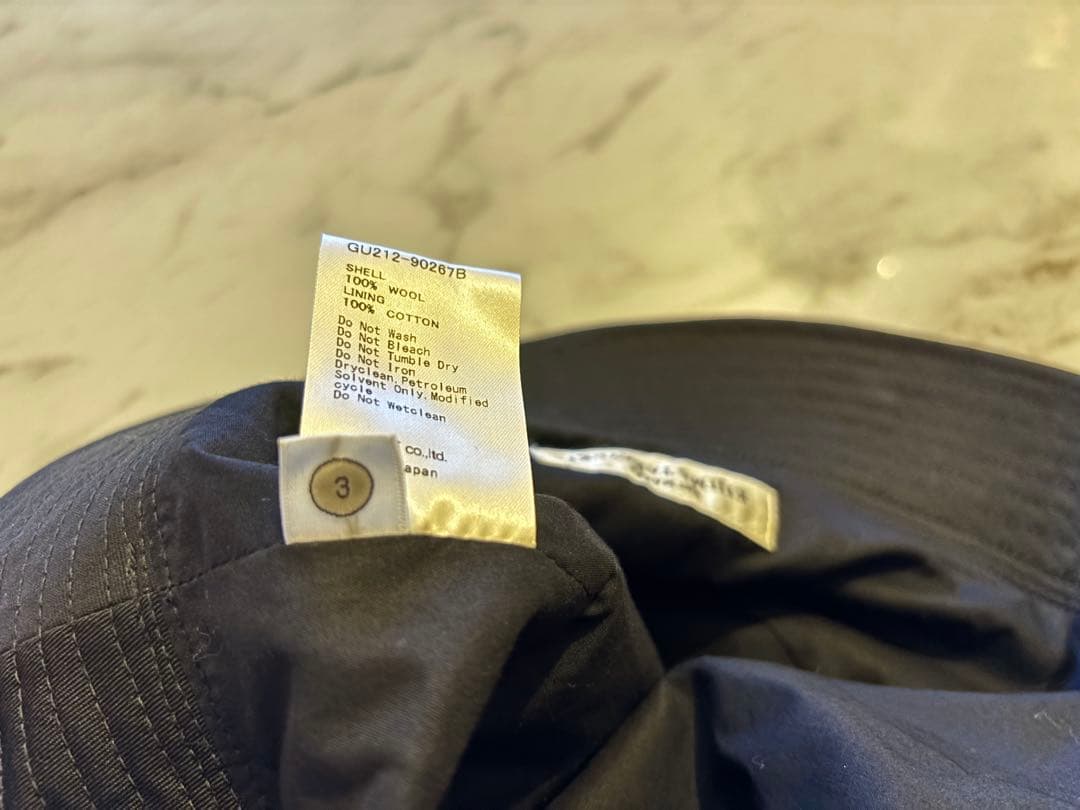 GU212-90267B
SHELL
100% WOOL
LINING
100% COTTON
Do Not Wash
Do Not Bleach
Do Not Tumble Dry
Do Not Iron
Dryclean,Petroleum
Solvent Only,Modified
cycle
Do Not Wetclean
co.,ltd.
apan
3